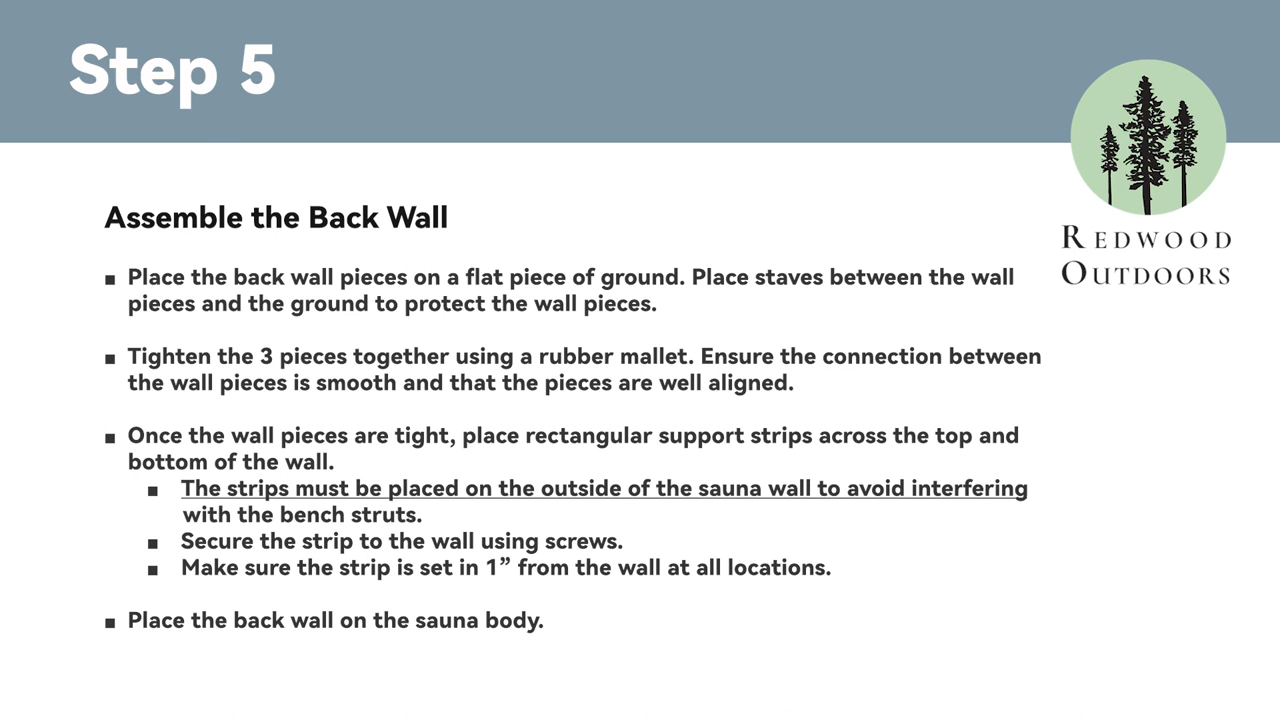 Step 5
REDWOOD
OUTDOORS
Assemble the Back Wall
▪ Place the back wall pieces on a flat piece of ground. Place staves between the wall
pieces and the ground to protect the wall pieces.
▪ Tighten the 3 pieces together using a rubber mallet. Ensure the connection between
the wall pieces is smooth and that the pieces are well aligned.
▪ Once the wall pieces are tight, place rectangular support strips across the top and
bottom of the wall.
▪ The strips must be placed on the outside of the sauna wall to avoid interfering
with the bench struts.
▪ Secure the strip to the wall using screws.
▪ Make sure the strip is set in 1” from the wall at all locations.
▪ Place the back wall on the sauna body.